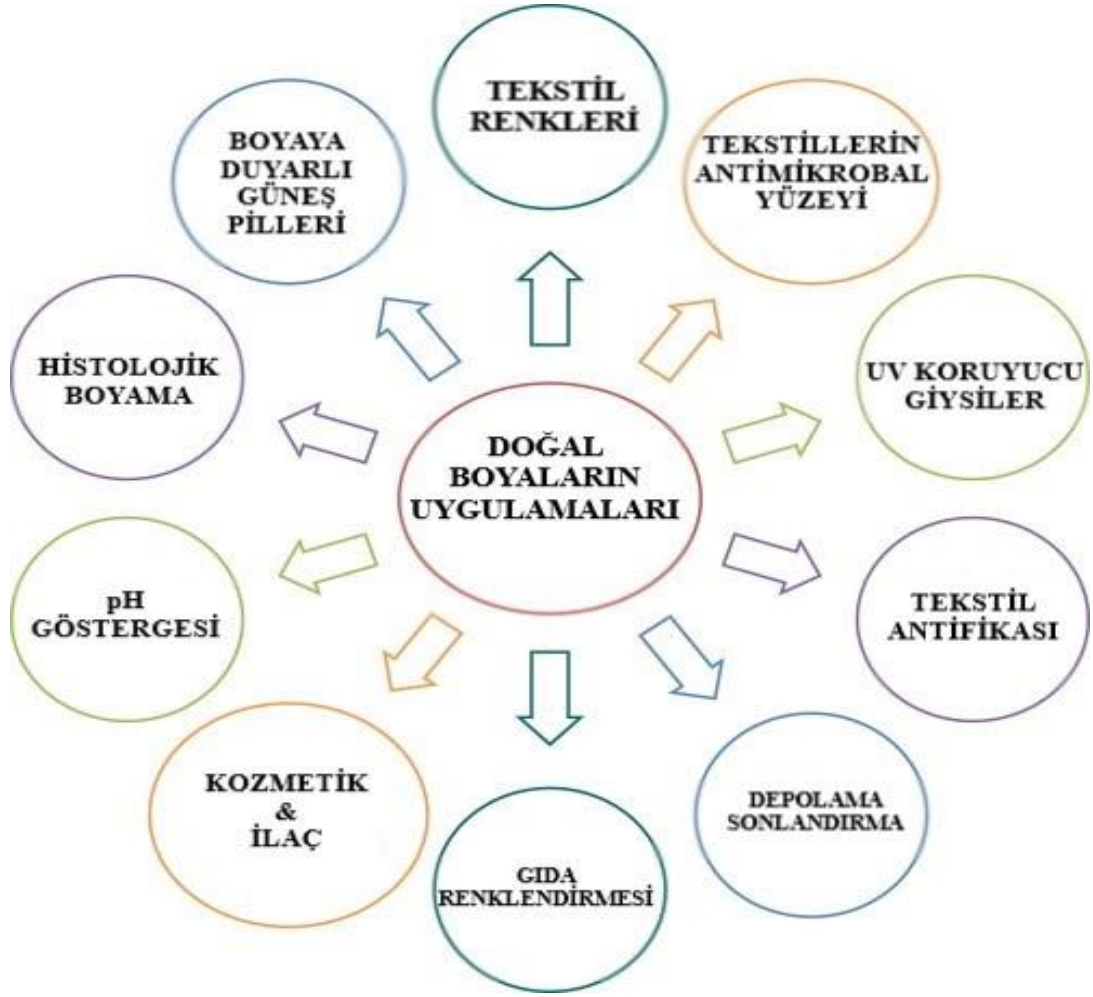 TEKSTİL
RENKLERİ
TEKSTİLLERİN
ANTİMİKROBAL
YÜZEYİ
UV KORUYUCU
GİYSİLER
TEKSTİL
ANTİFİKASI
DEPOLAMA
SONLANDIRMA
GIDA
RENKLENDİRMESİ
KOZMETİK
&
İLAÇ
pH
GÖSTERGESİ
HİSTOLOJİK
BOYAMA
BOYAYA
DUYARLI
GÜNEŞ
PİLLERİ
DOĞAL
BOYALARIN
UYGULAMALARI